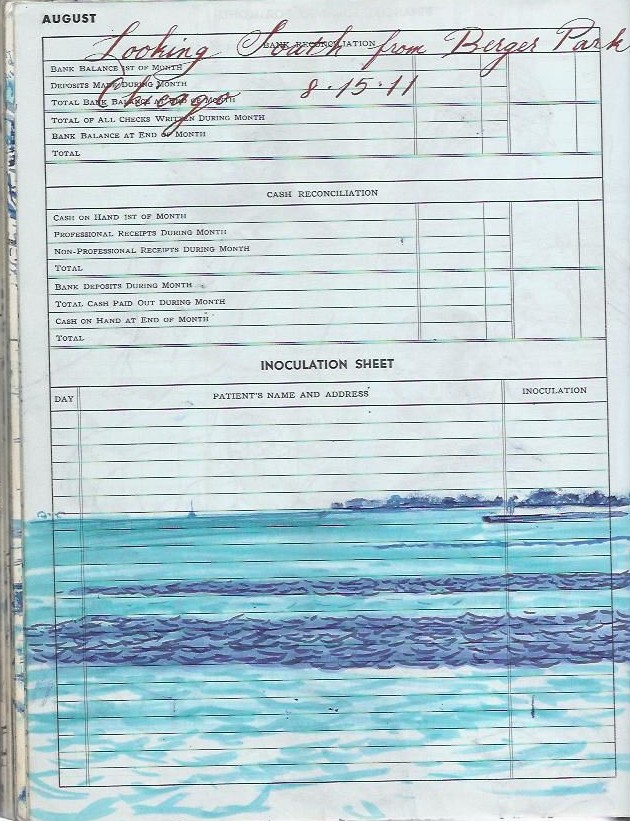 AUGUST
Looking South from Berger Park
BANK RECONCILIATION
BANK BALANCE 1ST OF MONTH
DEPOSITS MADE DURING MONTH
Chicago 8·15·11
TOTAL BANK BALANCE AT END OF MONTH
TOTAL OF ALL CHECKS WRITTEN DURING MONTH
BANK BALANCE AT END OF MONTH
TOTAL
CASH RECONCILIATION
CASH ON HAND 1ST OF MONTH
PROFESSIONAL RECEIPTS DURING MONTH
NON-PROFESSIONAL RECEIPTS DURING MONTH
TOTAL
BANK DEPOSITS DURING MONTH
TOTAL CASH PAID OUT DURING MONTH
CASH ON HAND AT END OF MONTH
TOTAL
INOCULATION SHEET
DAY PATIENT'S NAME AND ADDRESS INOCULATION